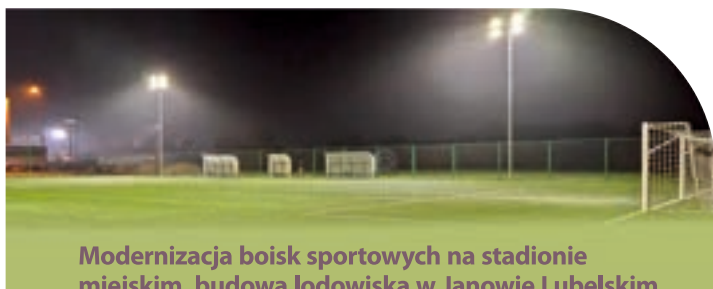 Modernizacja boisk sportowych na stadionie
miejskim, budowa lodowiska w Janowie Lubelskim